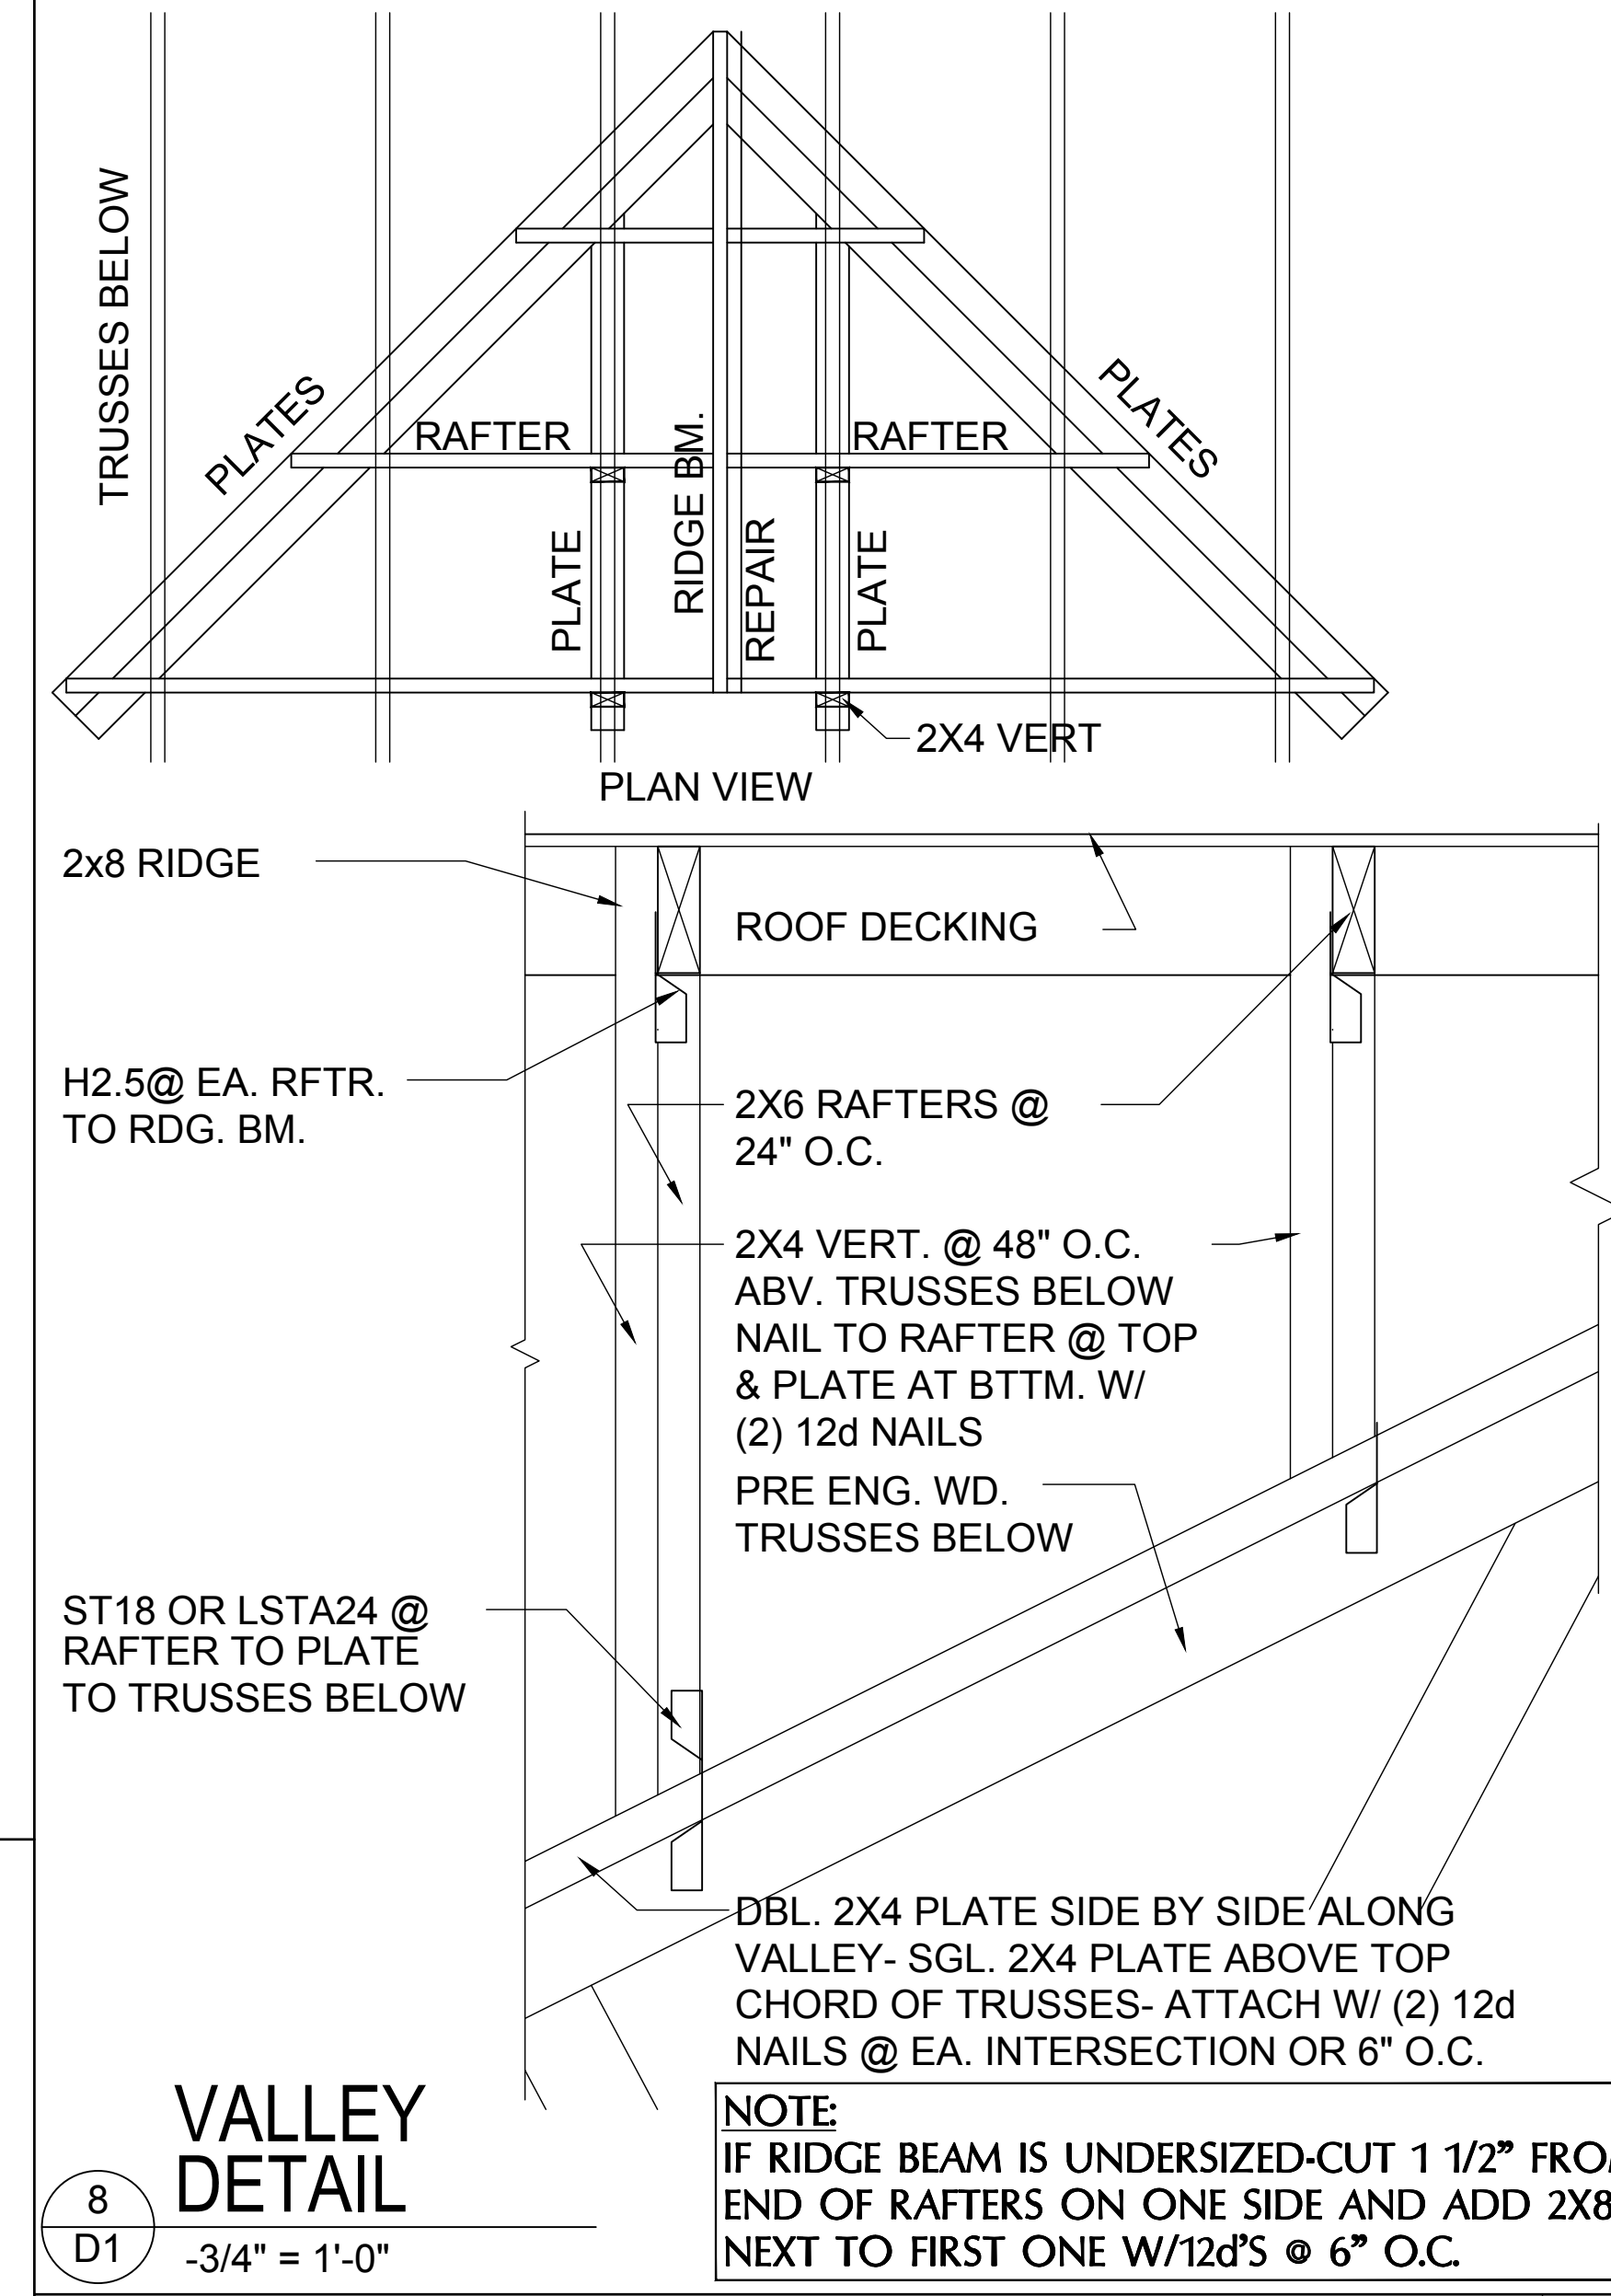 TRUSSES BELOW
PLATES
PLATES
RAFTER
RAFTER
RIDGE BM.
REPAIR
PLATE
PLATE
2X4 VERT
PLAN VIEW
2x8 RIDGE
ROOF DECKING
H2.5@ EA. RFTR.
TO RDG. BM.
2X6 RAFTERS @
24" O.C.
2X4 VERT. @ 48" O.C.
ABV. TRUSSES BELOW
NAIL TO RAFTER @ TOP
& PLATE AT BTTM. W/
(2) 12d NAILS
PRE ENG. WD.
TRUSSES BELOW
ST18 OR LSTA24 @
RAFTER TO PLATE
TO TRUSSES BELOW
DBL. 2X4 PLATE SIDE BY SIDE ALONG
VALLEY- SGL. 2X4 PLATE ABOVE TOP
CHORD OF TRUSSES- ATTACH W/ (2) 12d
NAILS @ EA. INTERSECTION OR 6" O.C.
VALLEY
DETAIL
8
D1
-3/4" = 1'-0"
NOTE:
IF RIDGE BEAM IS UNDERSIZED-CUT 1 1/2” 
END OF RAFTERS ON ONE SIDE AND ADD 2X8
NEXT TO FIRST ONE W/12d'S @ 6” O.C.